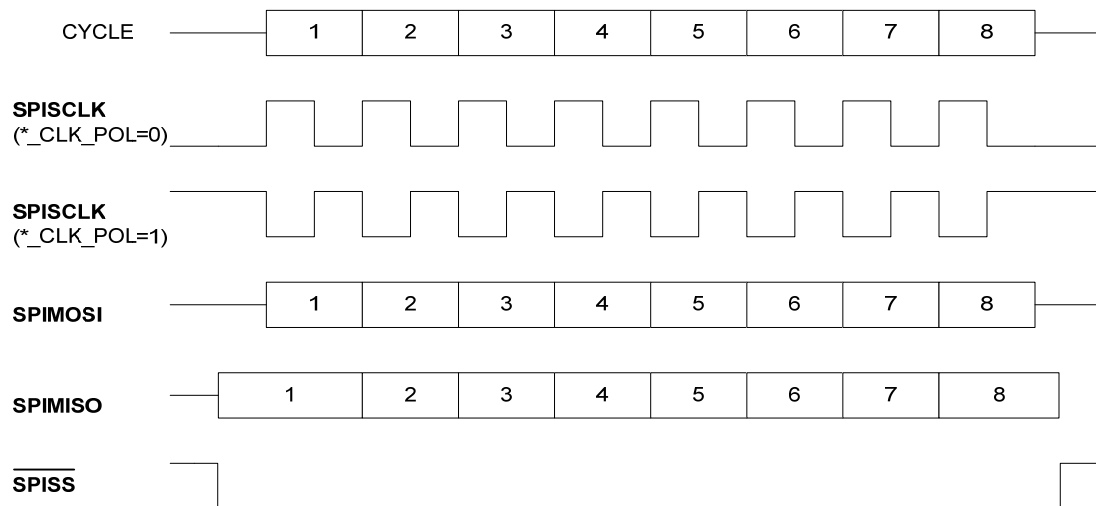 CYCLE 1 2 3 4 5 6 7 8
SPISCLK
(*_CLK_POL=0)
SPISCLK
(*_CLK_POL=1)
SPIMOSI 1 2 3 4 5 6 7 8
SPIMISO 1 2 3 4 5 6 7 8
SPISS